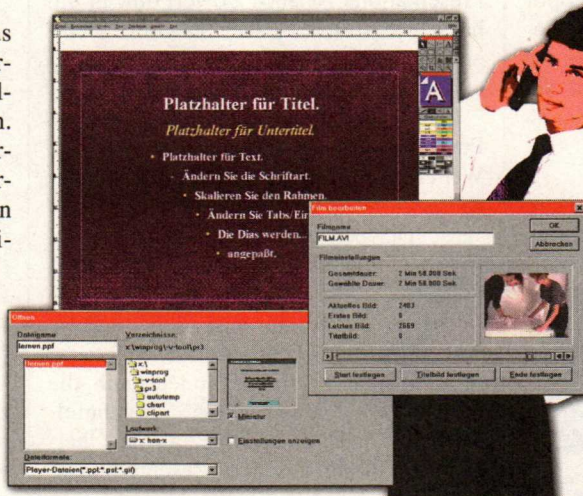 Platzhalter für Titel.
Platzhalter für Untertitel.
Platzhalter für Text.
Ändern Sie die Schriftart.
Skalieren Sie den Rahmen.
Ändern Sie Tabs/Ein
Die Dias werden...
angepaßt.
A
Film bearbeiten
Filmname
FILM.AVI
OK
Abbrechen
Filmeinstellungen
Gesamtdauer: 2 Min 58.000 Sek
Gewählte Dauer: 2 Min 58.000 Sek
Aktuelles Bild: 2403
Erstes Bild: 0
Letztes Bild: 2669
Titelbild: 0
Start festlegen
Titelbild festlegen
Ende festlegen
Öffnen
Dateiname
lernen.ppf
lernen.ppf
Verzeichnisse:
x:\winprog\-v-tool\pr3
x:\
winprog
-v-tool
pr3
autotemp
chart
clipart
Miniatur
Laufwerk:
x: han-x
Einstellungen anzeigen
Dateiformate:
Player-Dateien(*.ppf,*.pst,*.gif)